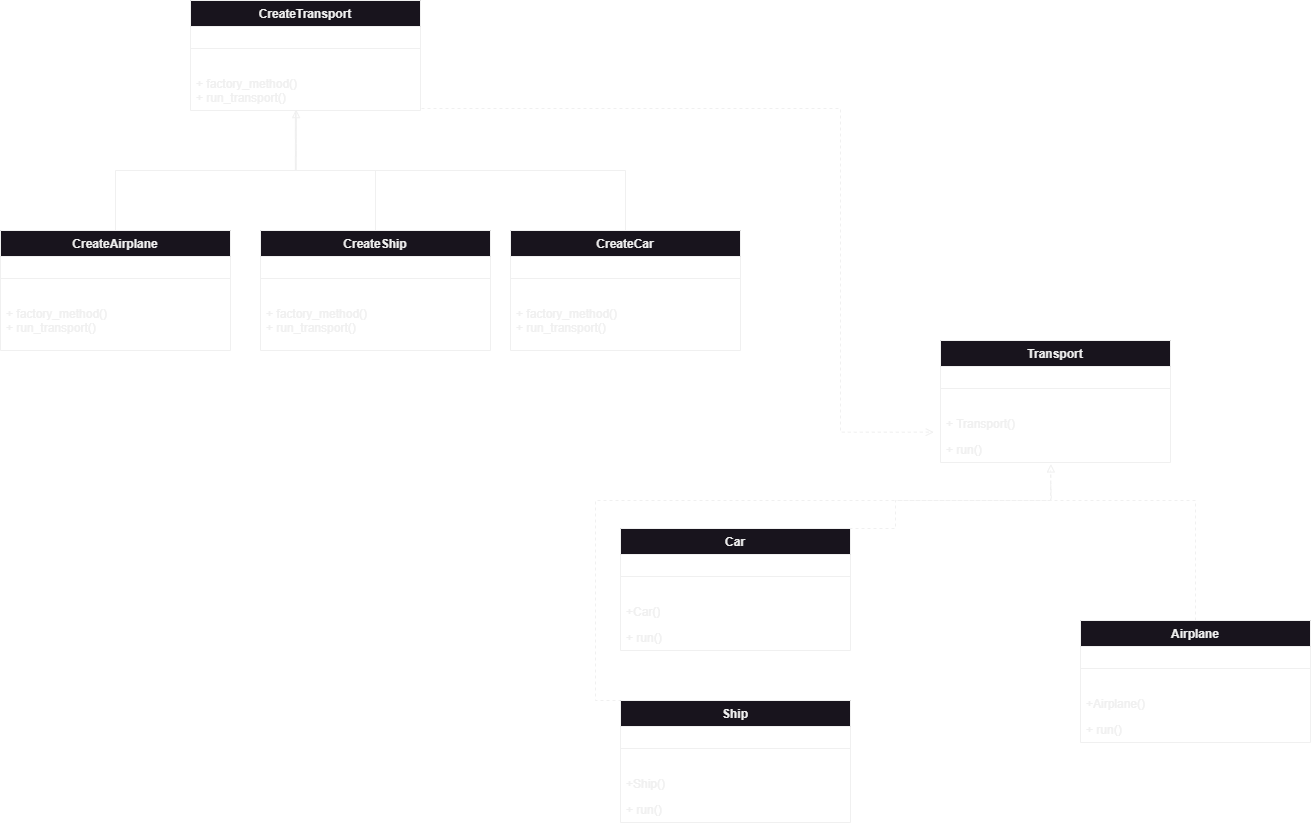 CreateTransport
+ factory_method()
+ run_transport()
CreateAirplane
+ factory_method()
+ run_transport()
CreateShip
+ factory_method()
+ run_transport()
CreateCar
+ factory_method()
+ run_transport()
Transport
+ Transport()
+ run()
Car
+Car()
+ run()
Airplane
+Airplane()
+ run()
Ship
+Ship()
+ run()